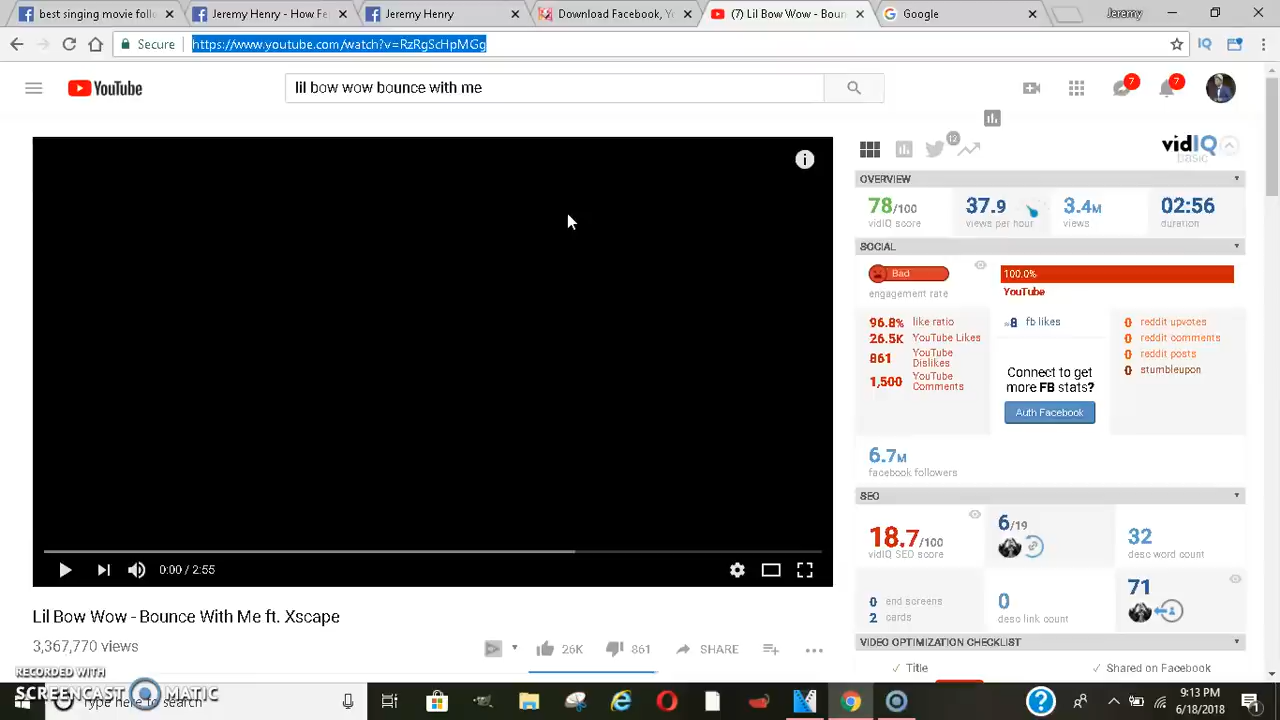 best singing movie follo
Jeremy Henry - Home
Jeremy Henry
Download Facebook, Y
(7) Lil Bow Wow - Boun
Google
Jeremy
Secure
https://www.youtube.com/watch?v=RzRgScHpMGg
YouTube
lil bow wow bounce with me
7
7
12
vidIQ
Basic
OVERVIEW
78/100
vidIQ score
37.9
views per hour
3.4M
views
02:56
duration
SOCIAL
Bad
engagement rate
100.0%
YouTube
96.8% like ratio
26.5K YouTube Likes
861 YouTube Dislikes
1,500 YouTube Comments
≈8 fb likes
Connect to get
more FB stats?
Auth Facebook
0 reddit upvotes
0 reddit comments
0 reddit posts
0 stumbleupon
6.7M
facebook followers
SEO
18.7/100
vidIQ SEO score
6/19
32
desc word count
0 end screens
2 cards
0
desc link count
71
VIDEO OPTIMIZATION CHECKLIST
✓ Title
✓ Shared on Facebook
0:00 / 2:55
Lil Bow Wow - Bounce With Me ft. Xscape
3,367,770 views
26K
861
SHARE
RECORDED WITH
SCREENCAST MATIC
Type here to search
9:13 PM
6/18/2018
1